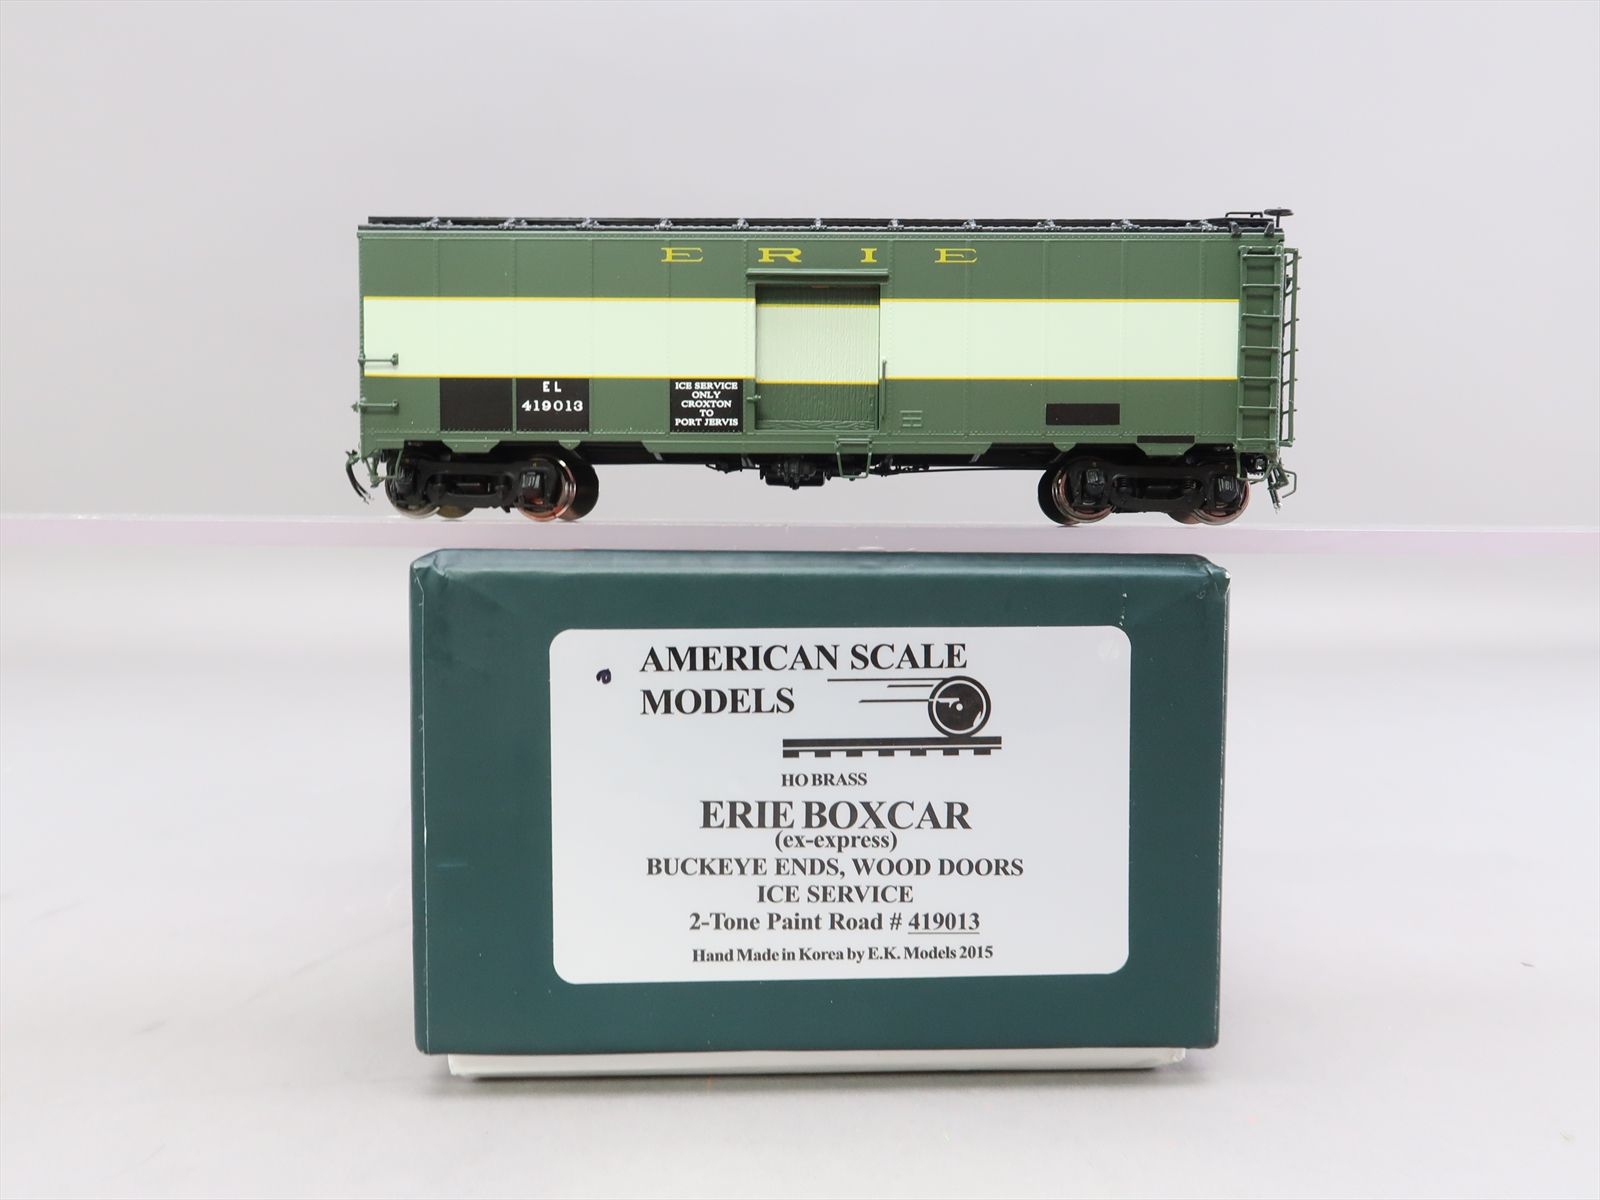 E R I E
E L
419013
ICE SERVICE
ONLY
CROXTON
TO
PORT JERVIS
a
AMERICAN SCALE
MODELS
HO BRASS
ERIE BOXCAR
(ex-express)
BUCKEYE ENDS, WOOD DOORS
ICE SERVICE
2-Tone Paint Road # 419013
Hand Made in Korea by E.K. Models 2015